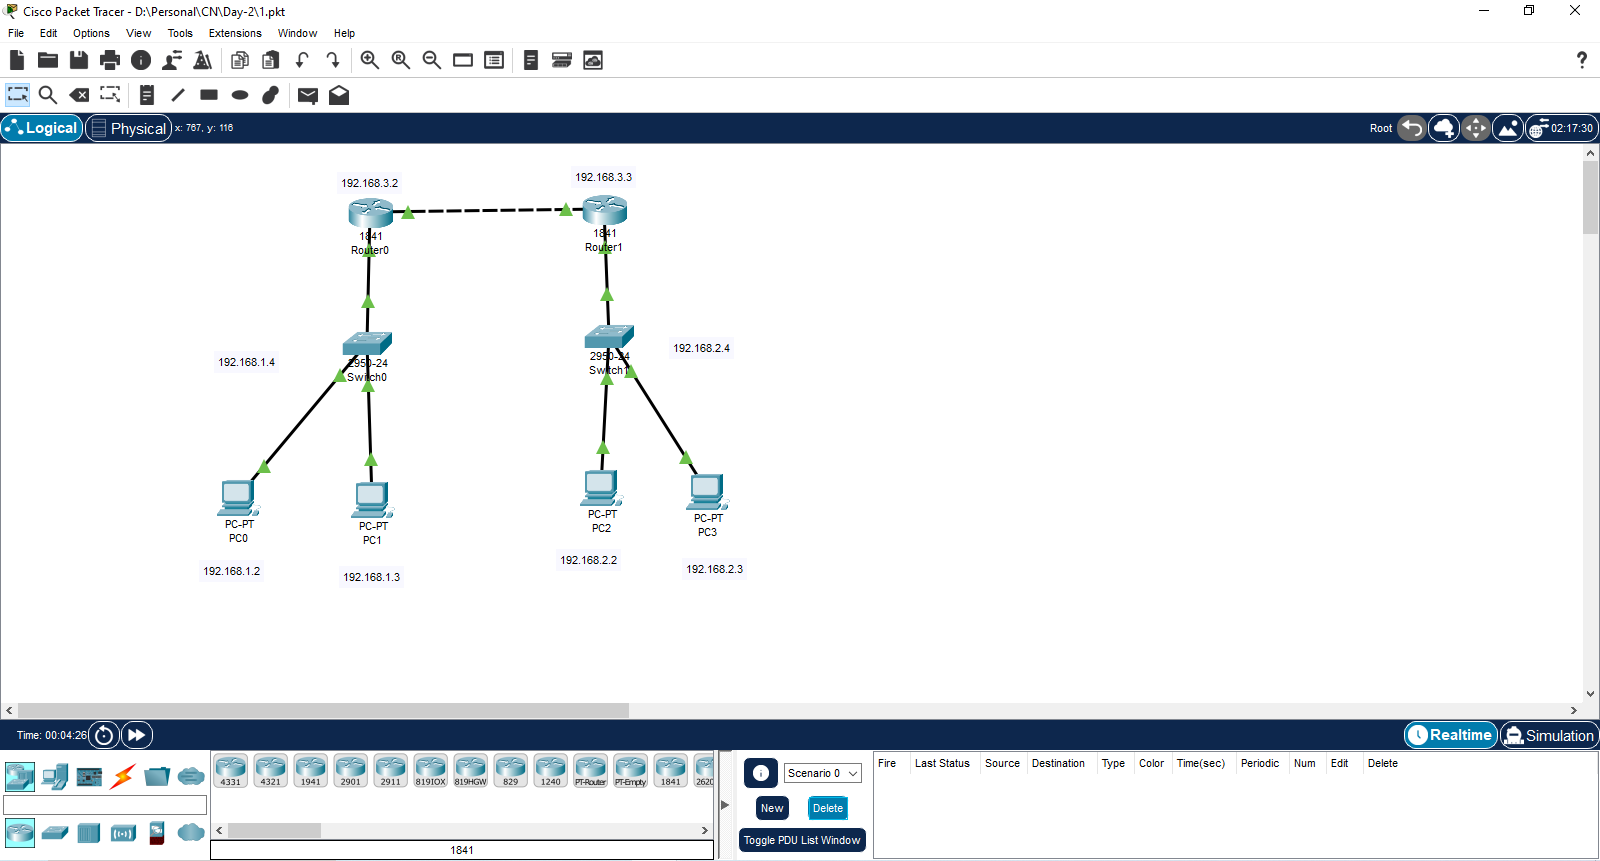 Cisco Packet Tracer - D:\Personal\CN\Day-2\1.pkt
File Edit Options View Tools Extensions Window Help
Logical Physical x: 767, y: 116 Root 02:17:30
192.168.3.2
192.168.3.3
1841
Router0
1841
Router1
2950-24
Switch0
2950-24
Switch1
192.168.1.4
192.168.2.4
PC-PT
PC0
PC-PT
PC1
PC-PT
PC2
PC-PT
PC3
192.168.1.2
192.168.1.3
192.168.2.2
192.168.2.3
Time: 00:04:26 Realtime Simulation
4331 4321 1941 2901 2911 819IOX 819HGW 829 1240 PT-Router PT-Empty 1841 2620
1841
Scenario 0
New Delete
Toggle PDU List Window
Fire Last Status Source Destination Type Color Time(sec) Periodic Num Edit Delete